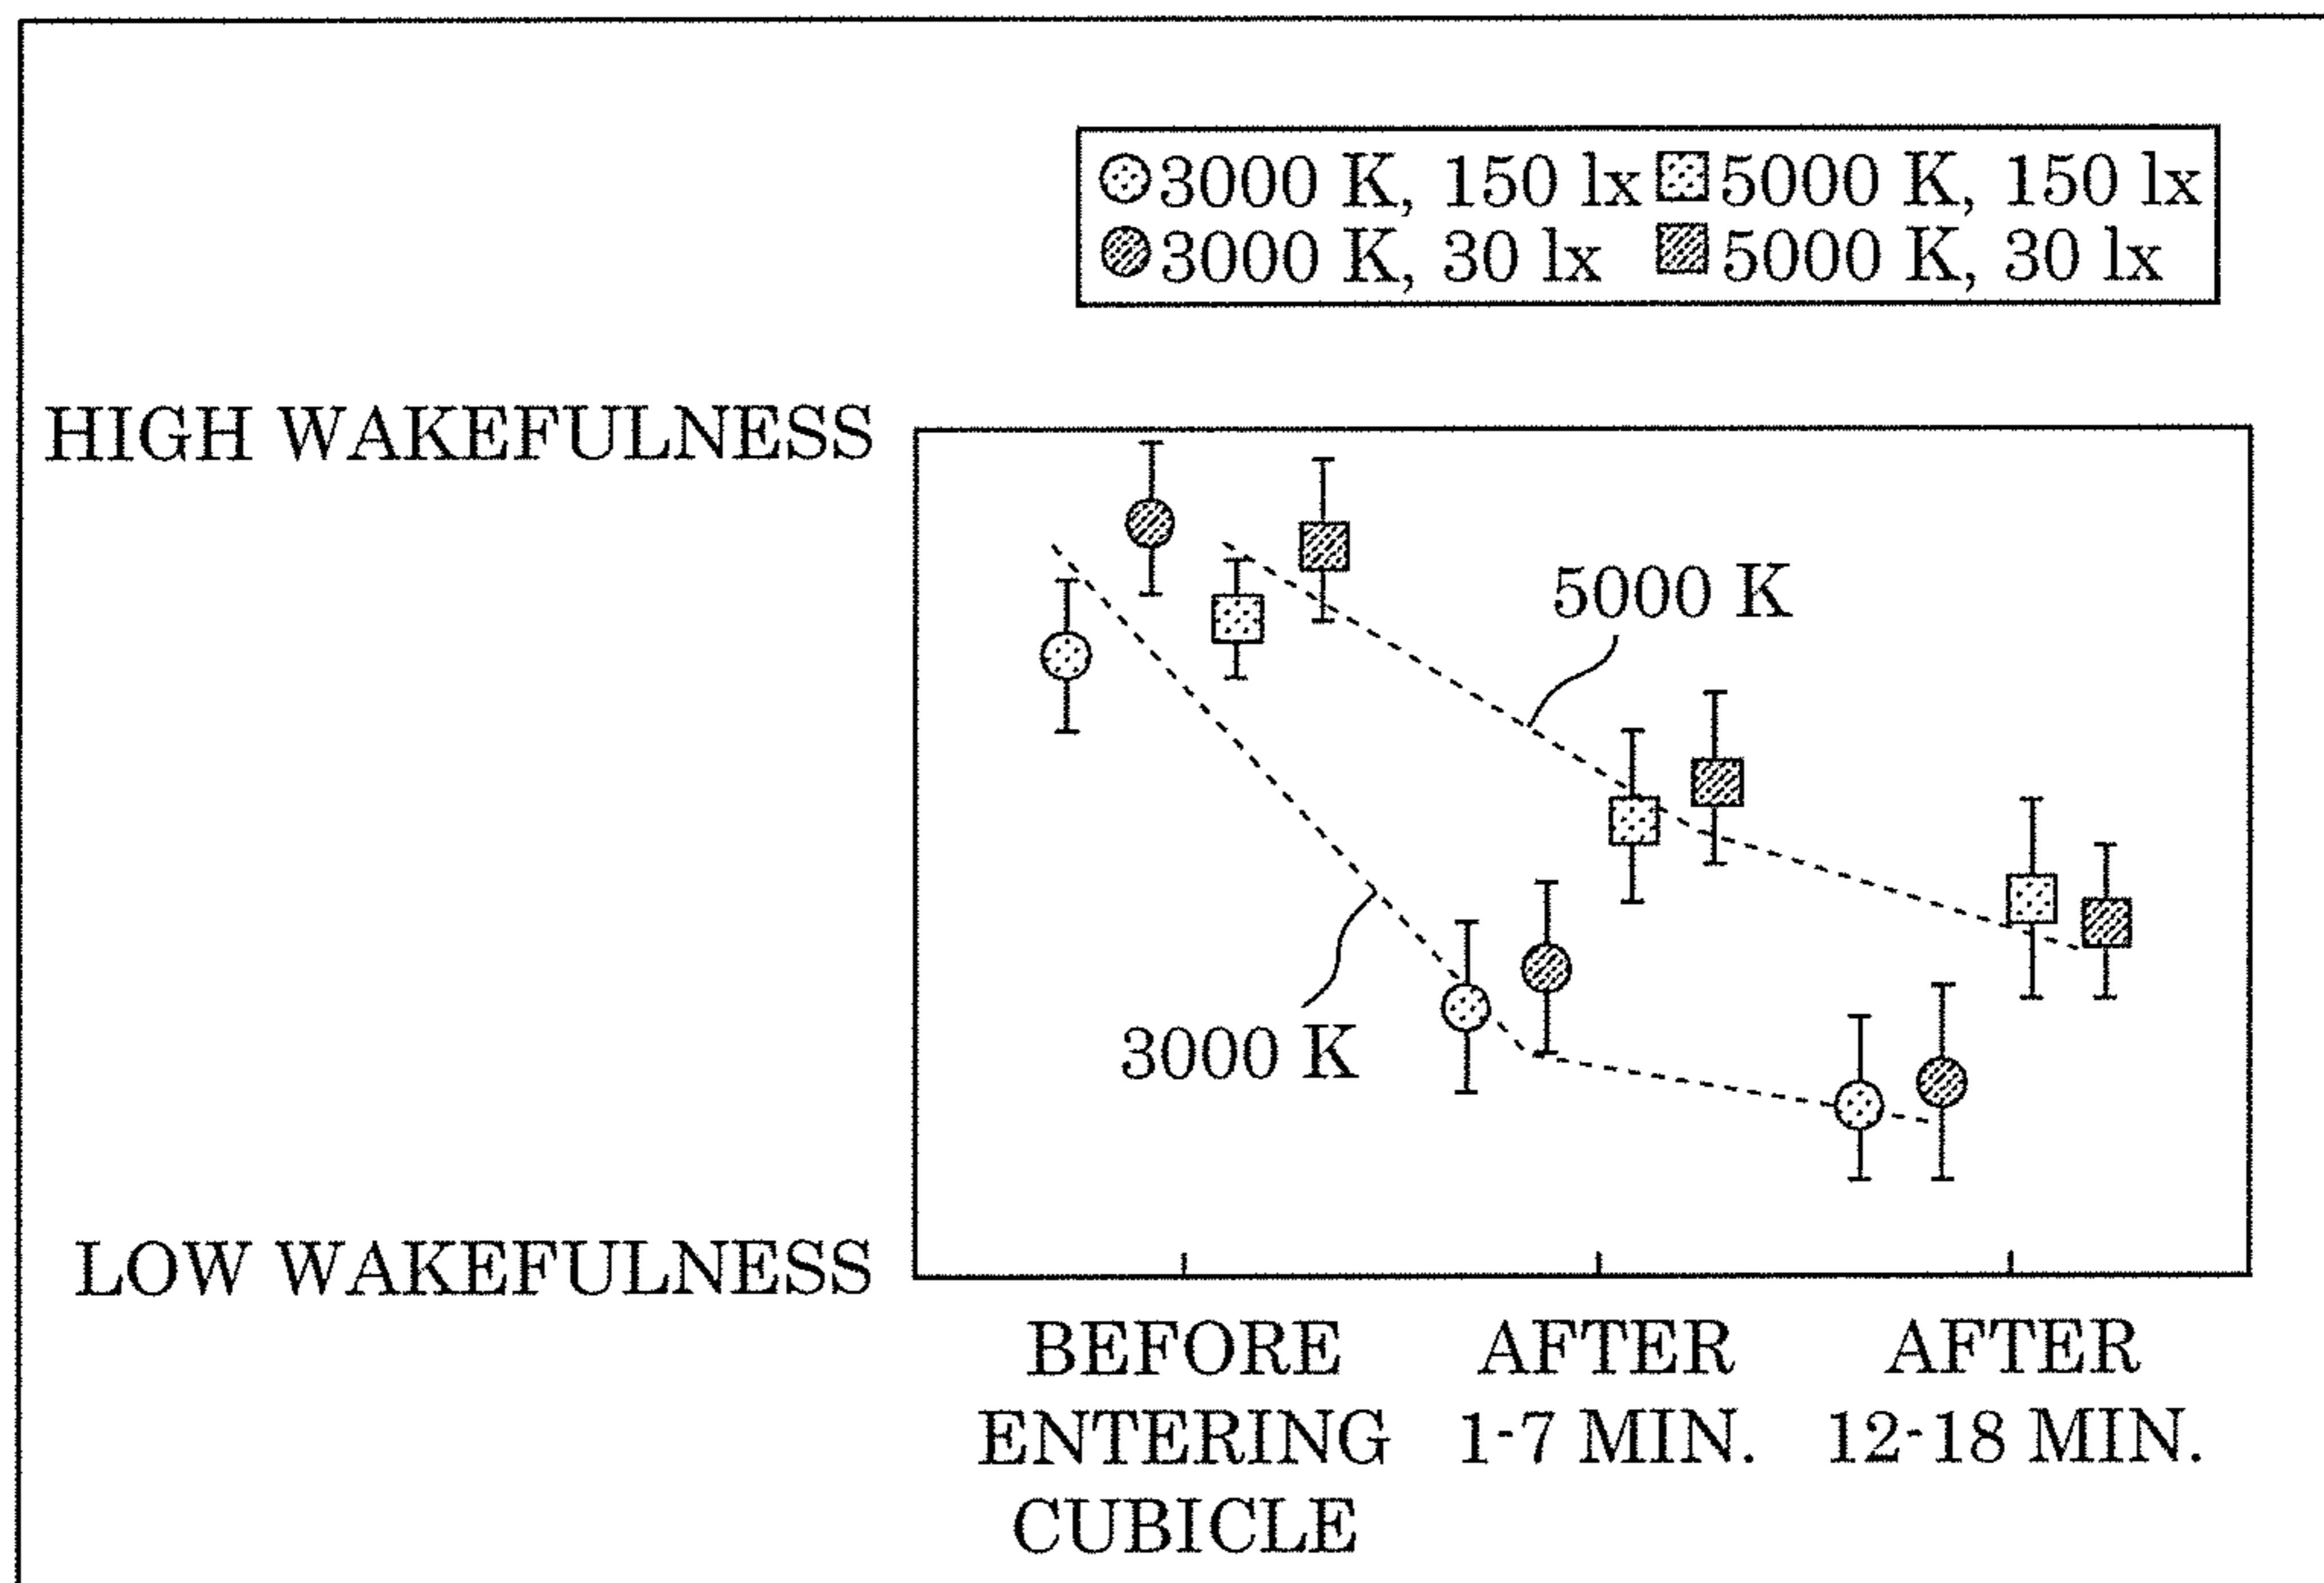 3000 K, 150 lx 5000 K, 150 lx
3000 K, 30 lx 5000 K, 30 lx
HIGH WAKEFULNESS
5000 K
3000 K
LOW WAKEFULNESS
BEFORE ENTERING CUBICLE
AFTER 1-7 MIN.
AFTER 12-18 MIN.